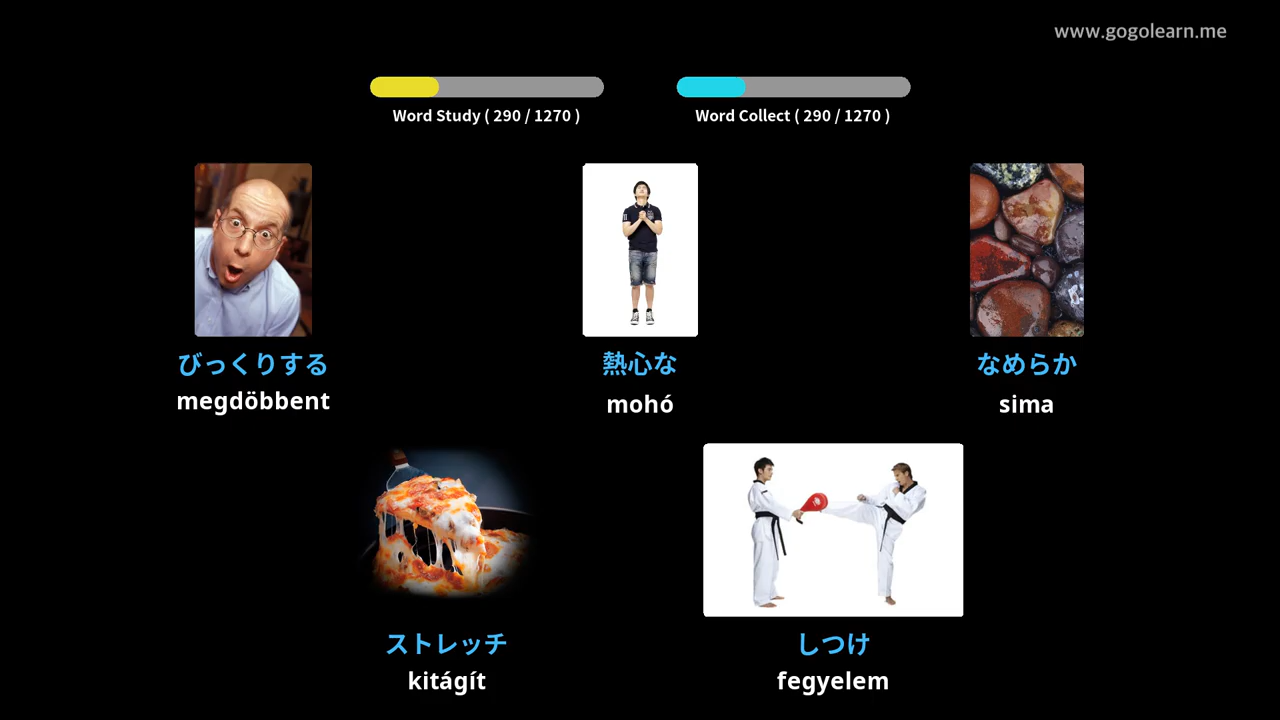 www.gogolearn.me
Word Study ( 290 / 1270 )
Word Collect ( 290 / 1270 )
びっくりする
megdöbbent
熱心な
mohó
なめらか
sima
ストレッチ
kitágít
しつけ
fegyelem